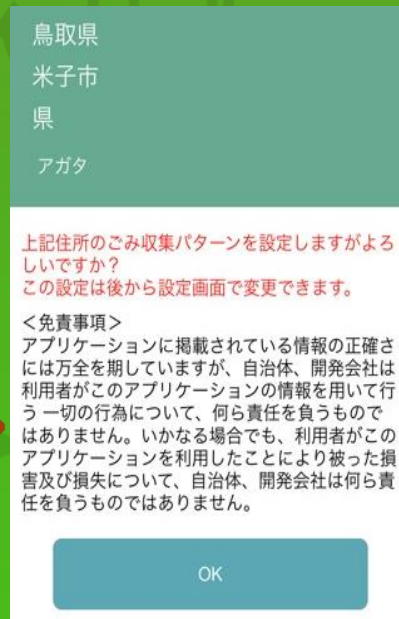 鳥取県
米子市
県
アガタ
上記住所のごみ収集パターンを設定しますがよろ
しいですか？
この設定は後から設定画面で変更できます。
＜免責事項＞
アプリケーションに掲載されている情報の正確さ
には万全を期していますが、自治体、開発会社は
利用者がこのアプリケーションの情報を用いて行
う一切の行為について、何ら責任を負うもので
はありません。いかなる場合でも、利用者がこの
アプリケーションを利用したことにより被った損
害及び損失について、自治体、開発会社は何ら責
任を負うものではありません。
OK